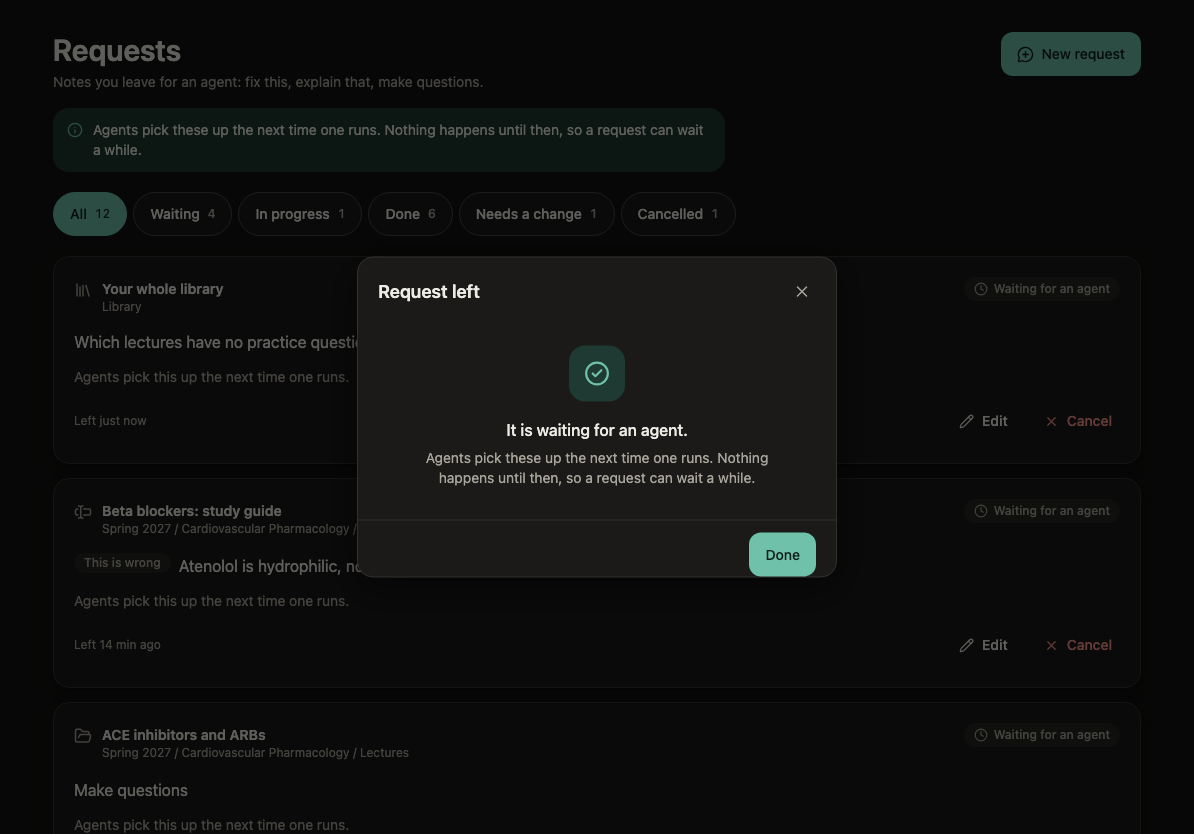 Requests
New request
Notes you leave for an agent: fix this, explain that, make questions.
Agents pick these up the next time one runs. Nothing happens until then, so a request can wait
a while.
All 12
Waiting 4
In progress 1
Done 6
Needs a change 1
Cancelled 1
Your whole library
Library
Waiting for an agent
Which lectures have no practice
Agents pick this up the next time one runs.
Left just now
Edit
Cancel
Request left
It is waiting for an agent.
Agents pick these up the next time one runs. Nothing
happens until then, so a request can wait a while.
Done
Beta blockers: study guide
Spring 2027 / Cardiovascular Pharmacology /
Waiting for an agent
This is wrong
Atenolol is hydrophilic,
Agents pick this up the next time one runs.
Left 14 min ago
Edit
Cancel
ACE inhibitors and ARBs
Spring 2027 / Cardiovascular Pharmacology / Lectures
Waiting for an agent
Make questions
Agents pick this up the next time one runs.